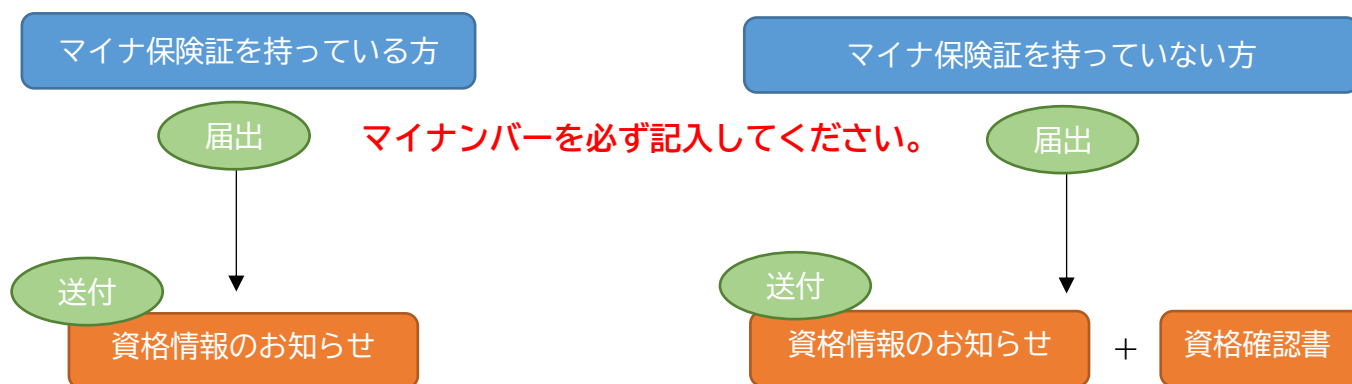 マイナ保険証を持っている方
マイナ保険証を持っていない方
届出
マイナンバーを必ず記入してください。
届出
送付
資格情報のお知らせ
送付
資格情報のお知らせ
＋
資格確認書